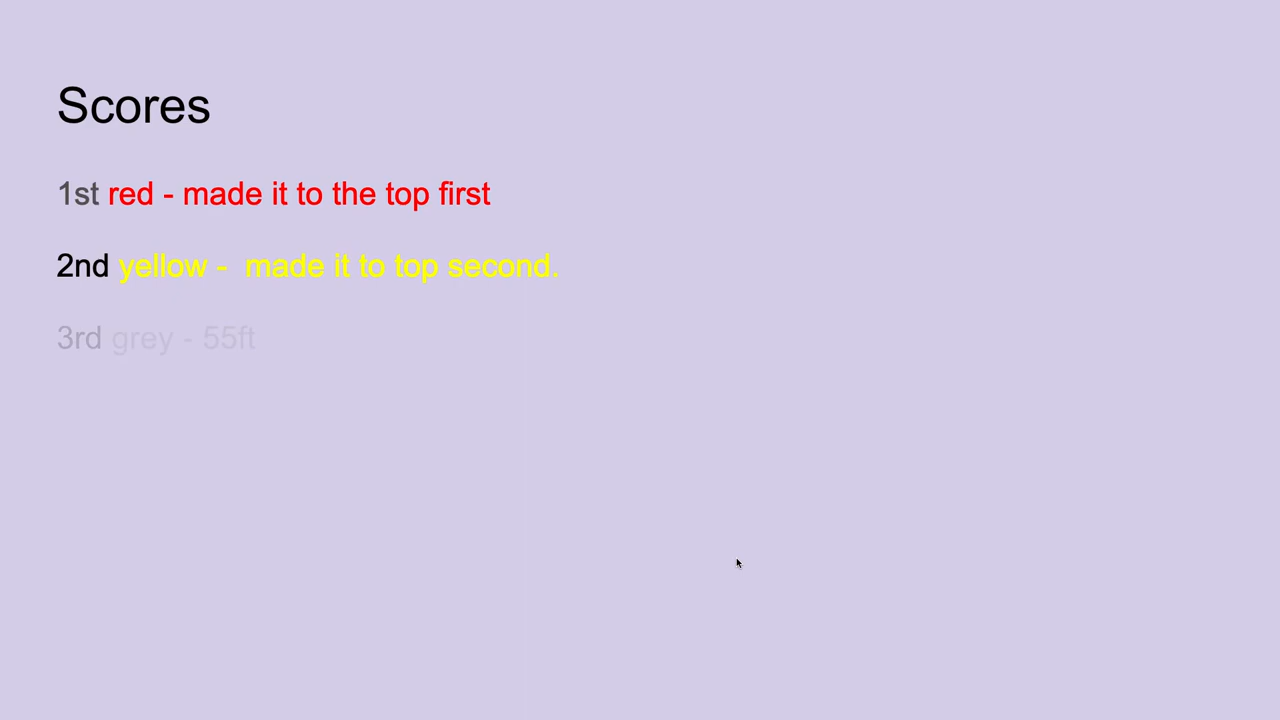 Scores
1st red - made it to the top first
2nd yellow -  made it to top second.
3rd grey - 55ft